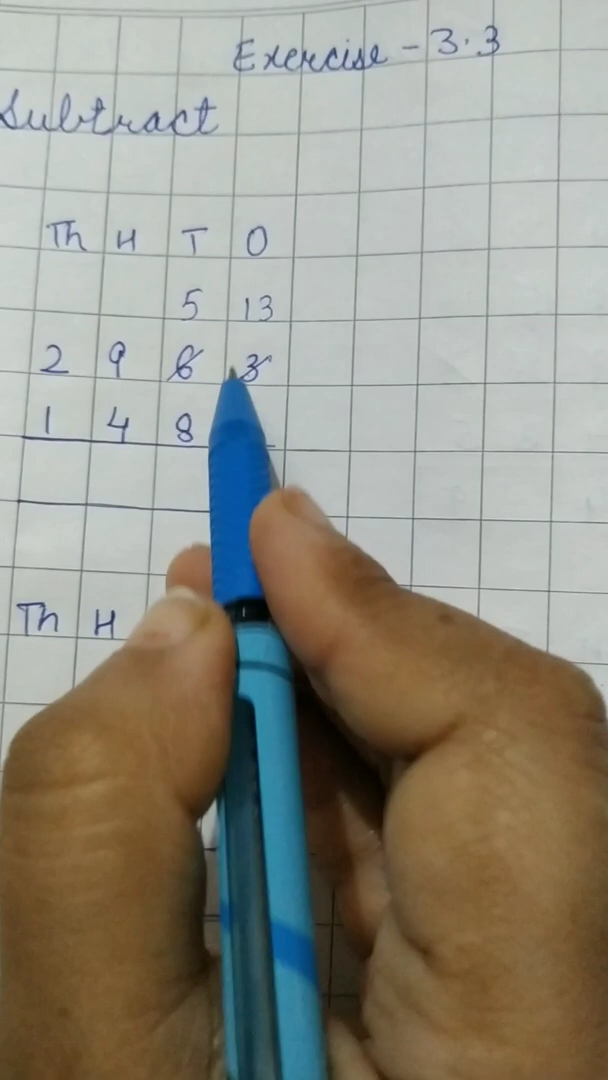 Exercise - 3.3
Subtract
Th H T O
5 13
2 9 6 3
1 4 8
Th H